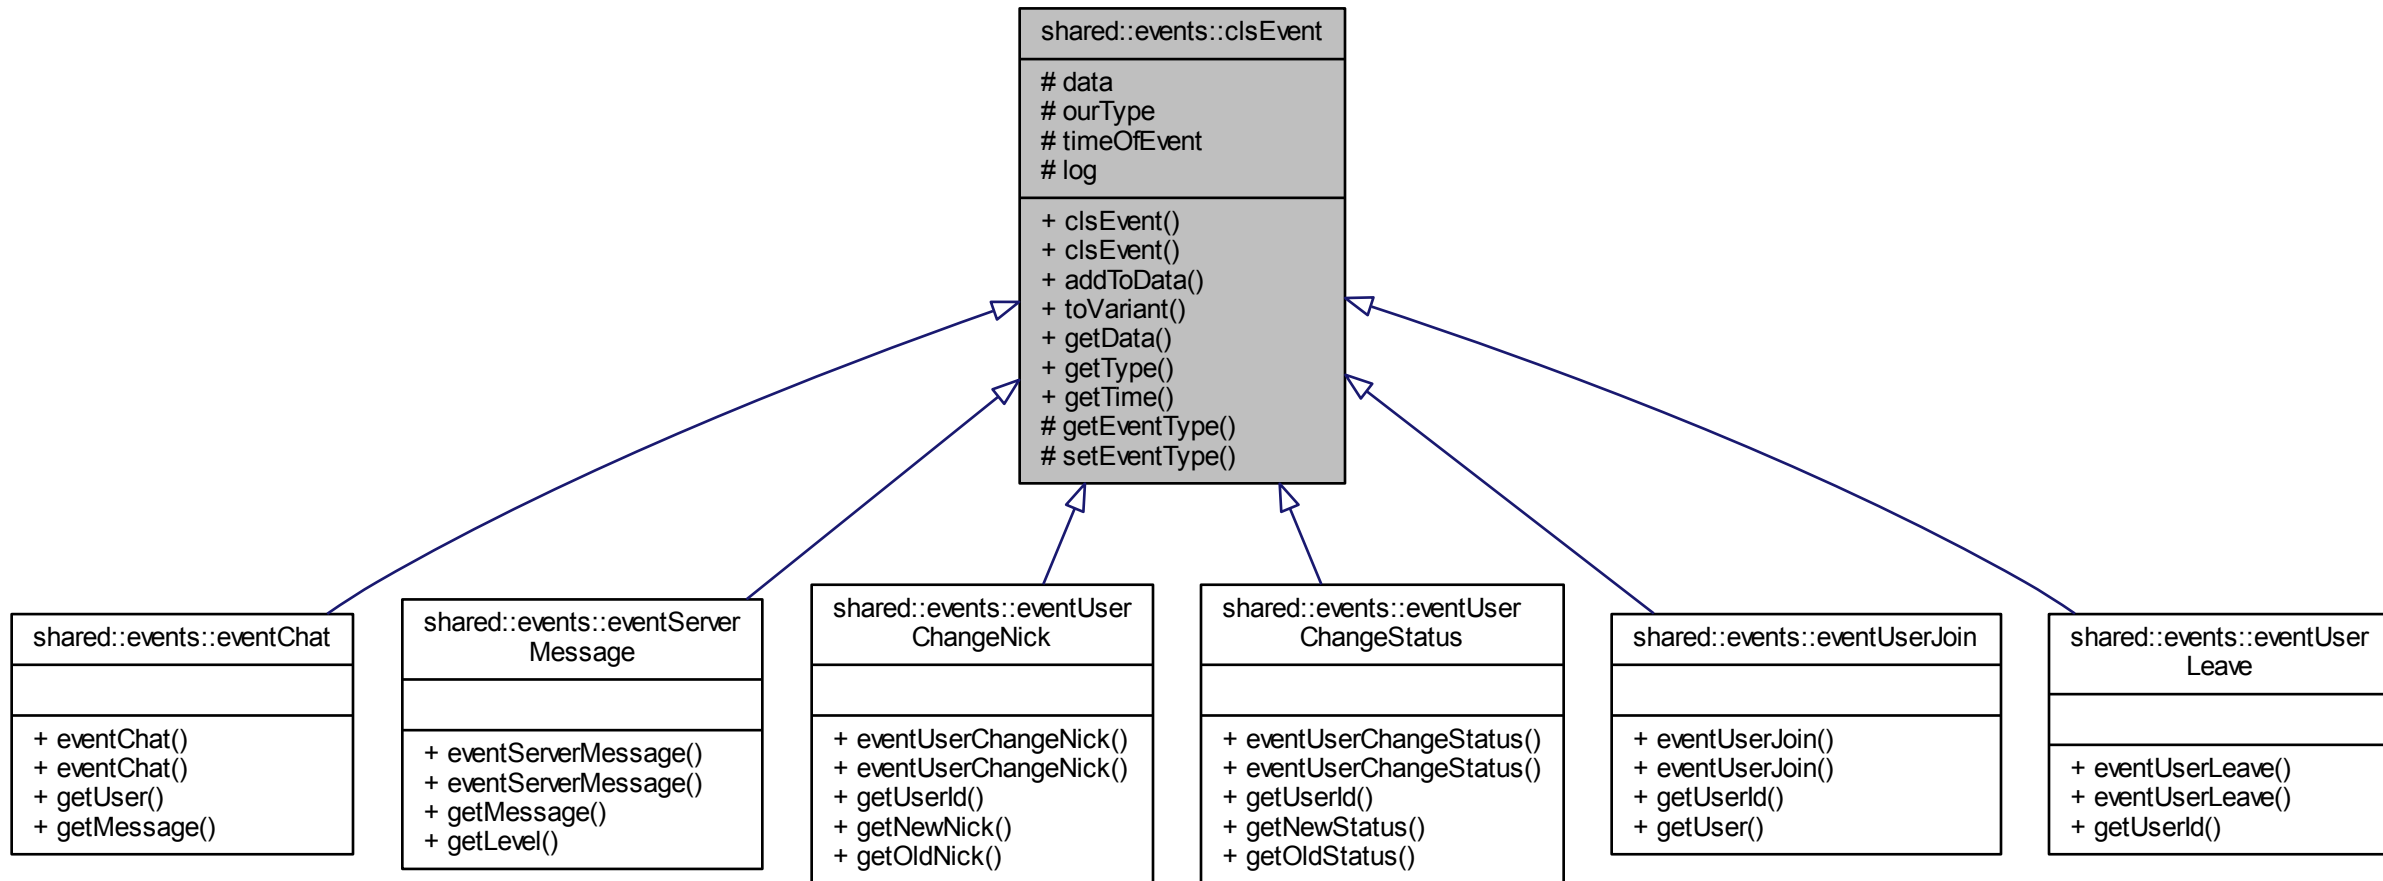 shared::events::clsEvent
# data
# ourType
# timeOfEvent
# log
+ clsEvent()
+ clsEvent()
+ addToData()
+ toVariant()
+ getData()
+ getType()
+ getTime()
# getEventType()
# setEventType()
shared::events::eventChat
+ eventChat()
+ eventChat()
+ getUser()
+ getMessage()
shared::events::eventServer
Message
+ eventServerMessage()
+ eventServerMessage()
+ getMessage()
+ getLevel()
shared::events::eventUser
ChangeNick
+ eventUserChangeNick()
+ eventUserChangeNick()
+ getUserId()
+ getNewNick()
+ getOldNick()
shared::events::eventUser
ChangeStatus
+ eventUserChangeStatus()
+ eventUserChangeStatus()
+ getUserId()
+ getNewStatus()
+ getOldStatus()
shared::events::eventUserJoin
+ eventUserJoin()
+ eventUserJoin()
+ getUserId()
+ getUser()
shared::events::eventUser
Leave
+ eventUserLeave()
+ eventUserLeave()
+ getUserId()